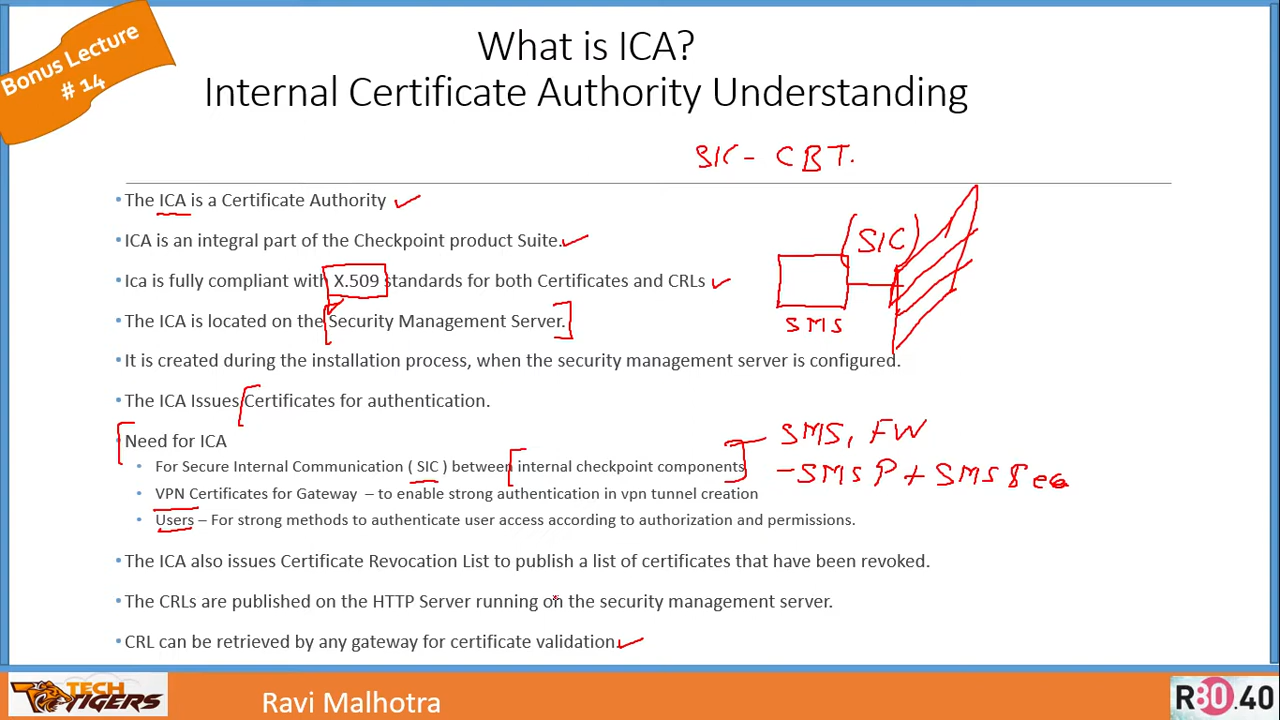 Bonus Lecture
# 14
What is ICA?
Internal Certificate Authority Understanding
SIC - CBT.
•The ICA is a Certificate Authority
•ICA is an integral part of the Checkpoint product Suite.
•Ica is fully compliant with X.509 standards for both Certificates and CRLs
•The ICA is located on the Security Management Server.
•It is created during the installation process, when the security management server is configured.
•The ICA Issues Certificates for authentication.
(SIC)
SMS
•Need for ICA
• For Secure Internal Communication ( SIC ) between internal checkpoint components
• VPN Certificates for Gateway – to enable strong authentication in vpn tunnel creation
• Users – For strong methods to authenticate user access according to authorization and permissions.
SMS, FW
- SMS P + SMS Sec
•The ICA also issues Certificate Revocation List to publish a list of certificates that have been revoked.
•The CRLs are published on the HTTP Server running on the security management server.
•CRL can be retrieved by any gateway for certificate validation.
TECH
TIGERS
Ravi Malhotra
R80.40